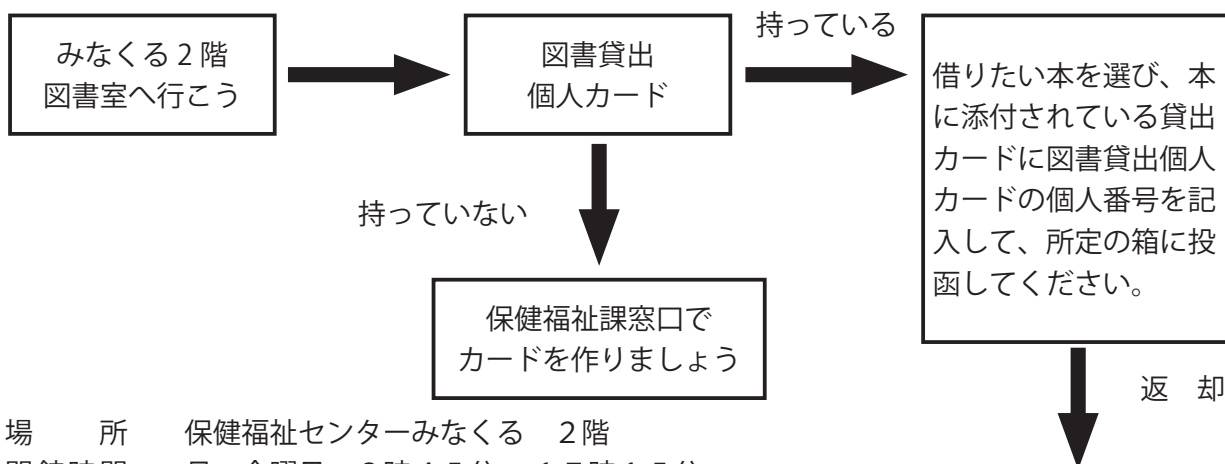 みなくる2階
図書室へ行こう
図書貸出
個人カード
持っている
借りたい本を選び、本
に添付されている貸出
カードに図書貸出個人
カードの個人番号を記
入して、所定の箱に投
函してください。
持っていない
保健福祉課窓口で
カードを作りましょう
返　却
場　　所　　保健福祉センターみなくる　２階